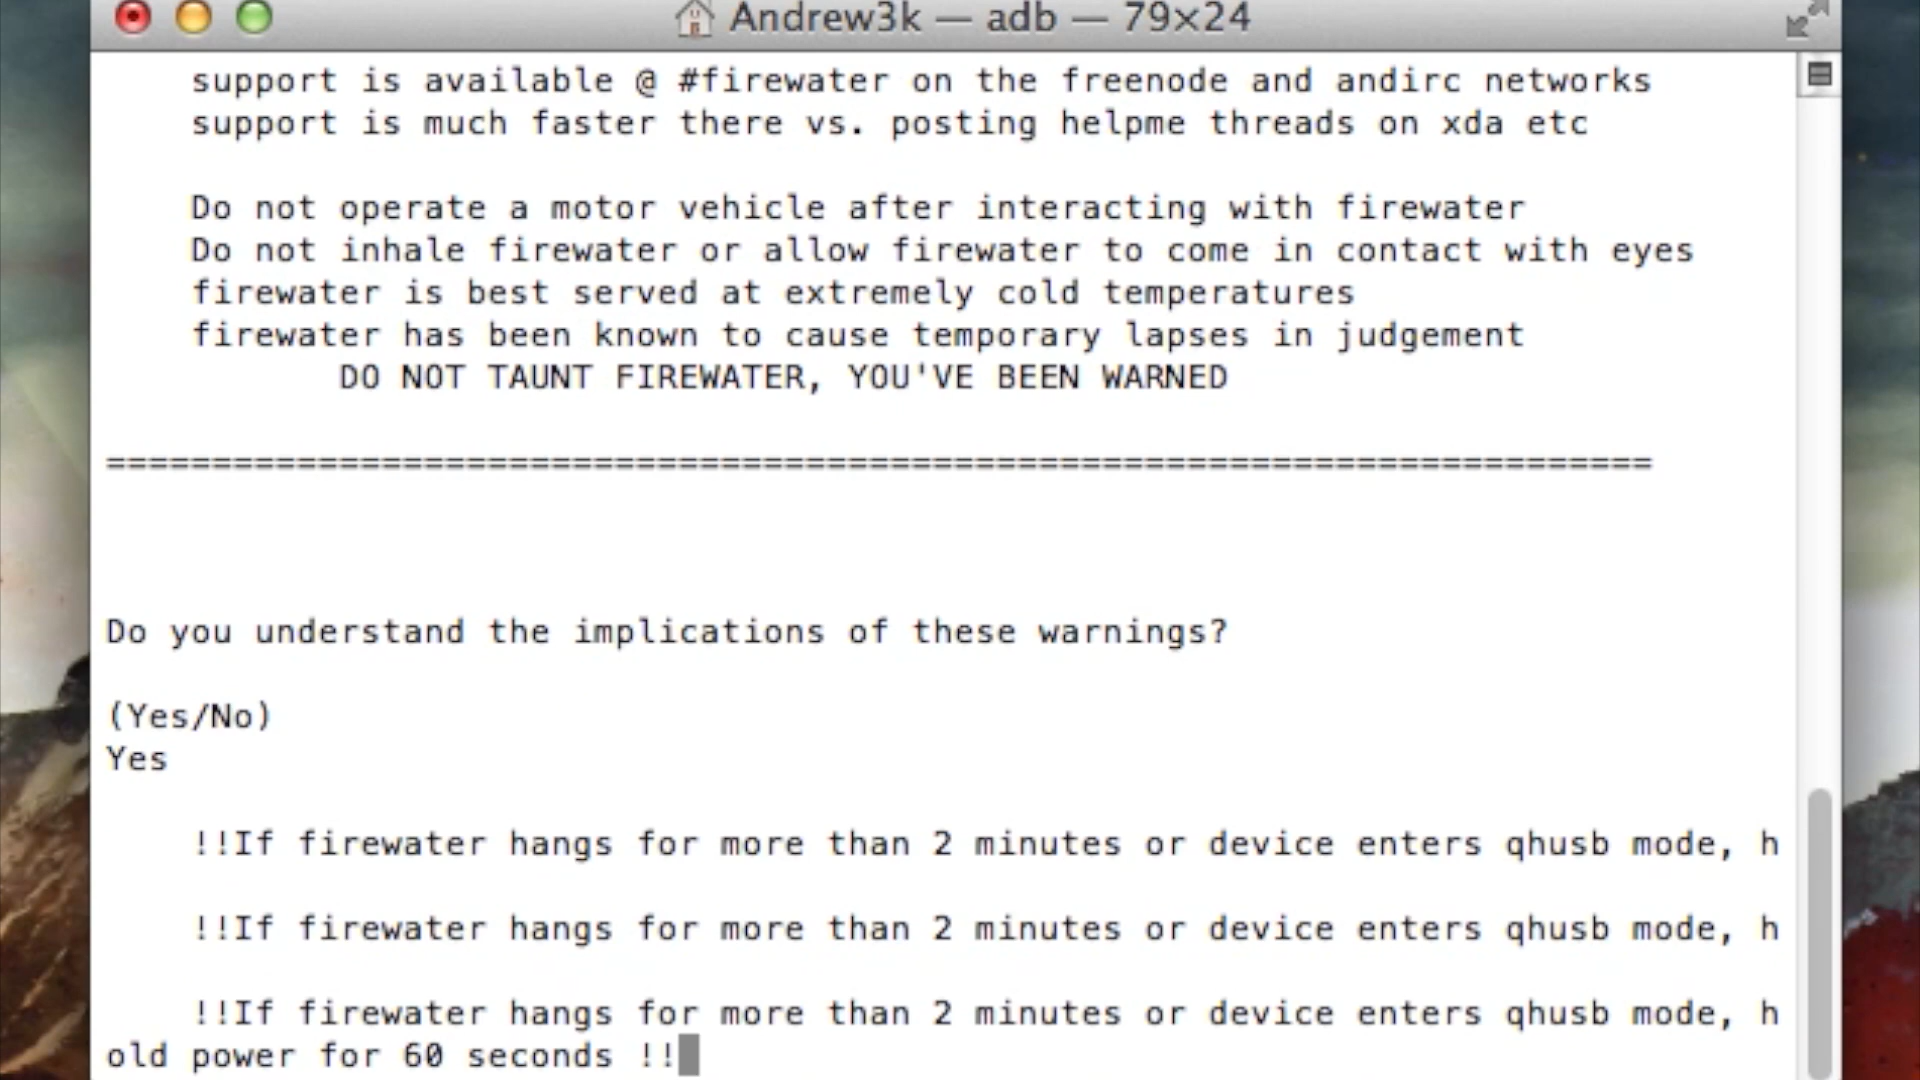 Andrew3k — adb — 79×24
support is available @ #firewater on the freenode and andirc networks
support is much faster there vs. posting helpme threads on xda etc
Do not operate a motor vehicle after interacting with firewater
Do not inhale firewater or allow firewater to come in contact with eyes
firewater is best served at extremely cold temperatures
firewater has been known to cause temporary lapses in judgement
DO NOT TAUNT FIREWATER, YOU'VE BEEN WARNED
=========================================================================
Do you understand the implications of these warnings?
(Yes/No)
Yes
!!If firewater hangs for more than 2 minutes or device enters qhusb mode, h
!!If firewater hangs for more than 2 minutes or device enters qhusb mode, h
!!If firewater hangs for more than 2 minutes or device enters qhusb mode, h
old power for 60 seconds !!